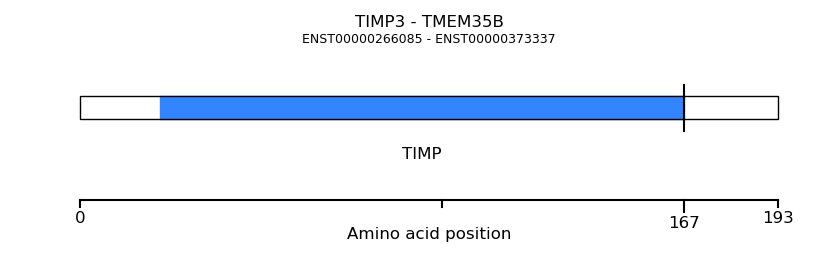 TIMP3 - TMEM35B
ENST00000266085 - ENST00000373337
TIMP
0
167
193
Amino acid position